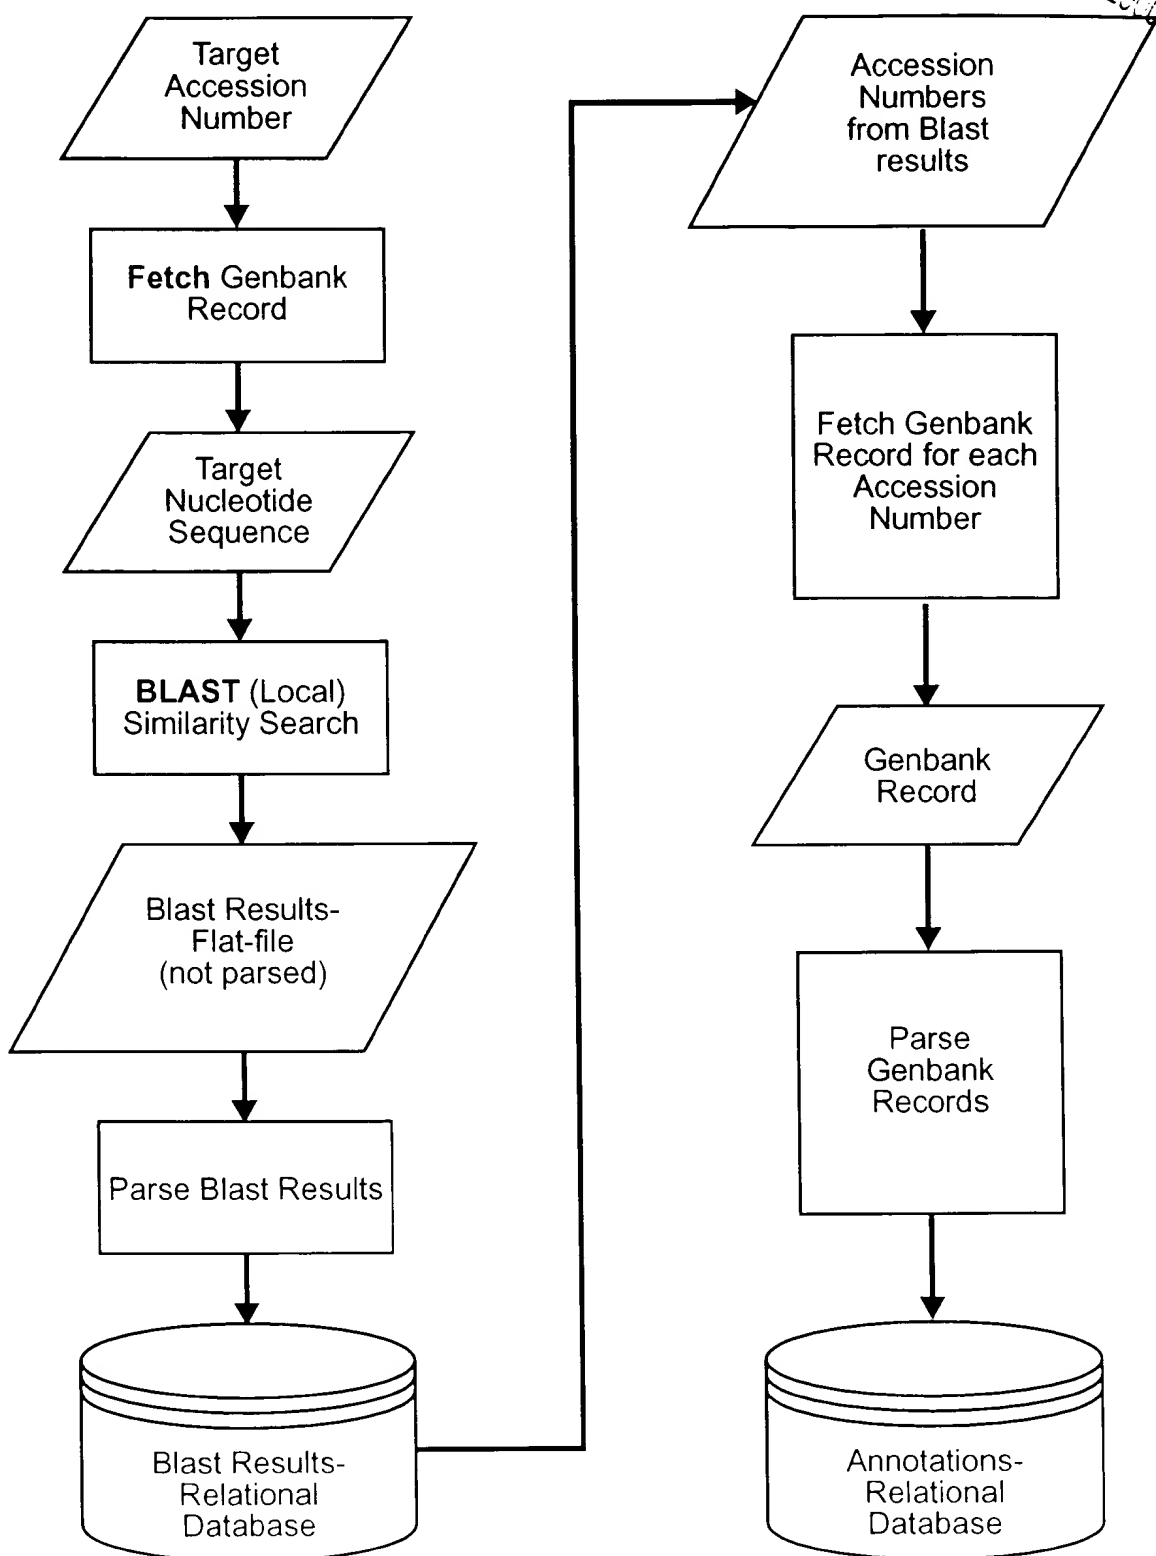 Target
Accession
Number
Fetch Genbank
Record
Target
Nucleotide
Sequence
BLAST (Local)
Similarity Search
Blast Results-
Flat-file
(not parsed)
Parse Blast Results
Blast Results-
Relational
Database
Accession
Numbers
from Blast
results
Fetch Genbank
Record for each
Accession
Number
Genbank
Record
Parse
Genbank
Records
Annotations-
Relational
Database